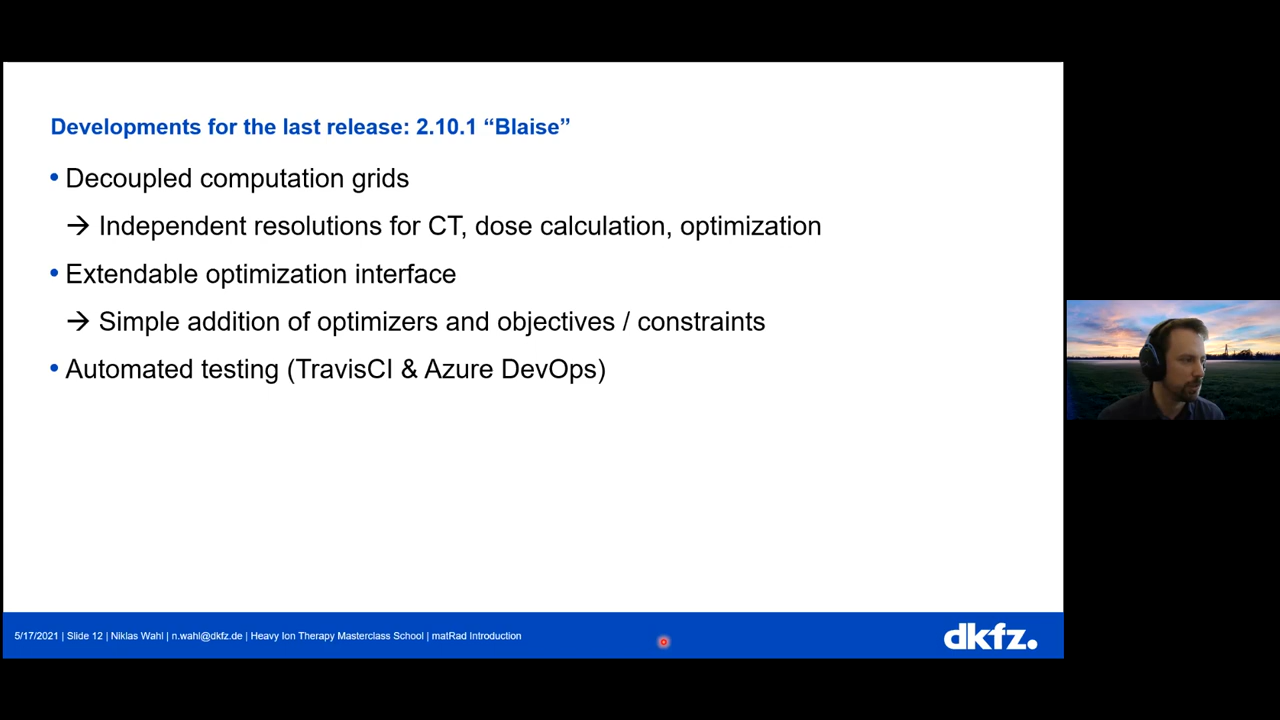 Developments for the last release: 2.10.1 “Blaise”
• Decoupled computation grids
→ Independent resolutions for CT, dose calculation, optimization
• Extendable optimization interface
→ Simple addition of optimizers and objectives / constraints
• Automated testing (TravisCI & Azure DevOps)
5/17/2021 | Slide 12 | Niklas Wahl | n.wahl@dkfz.de | Heavy Ion Therapy Masterclass School | matRad Introduction
dkfz.